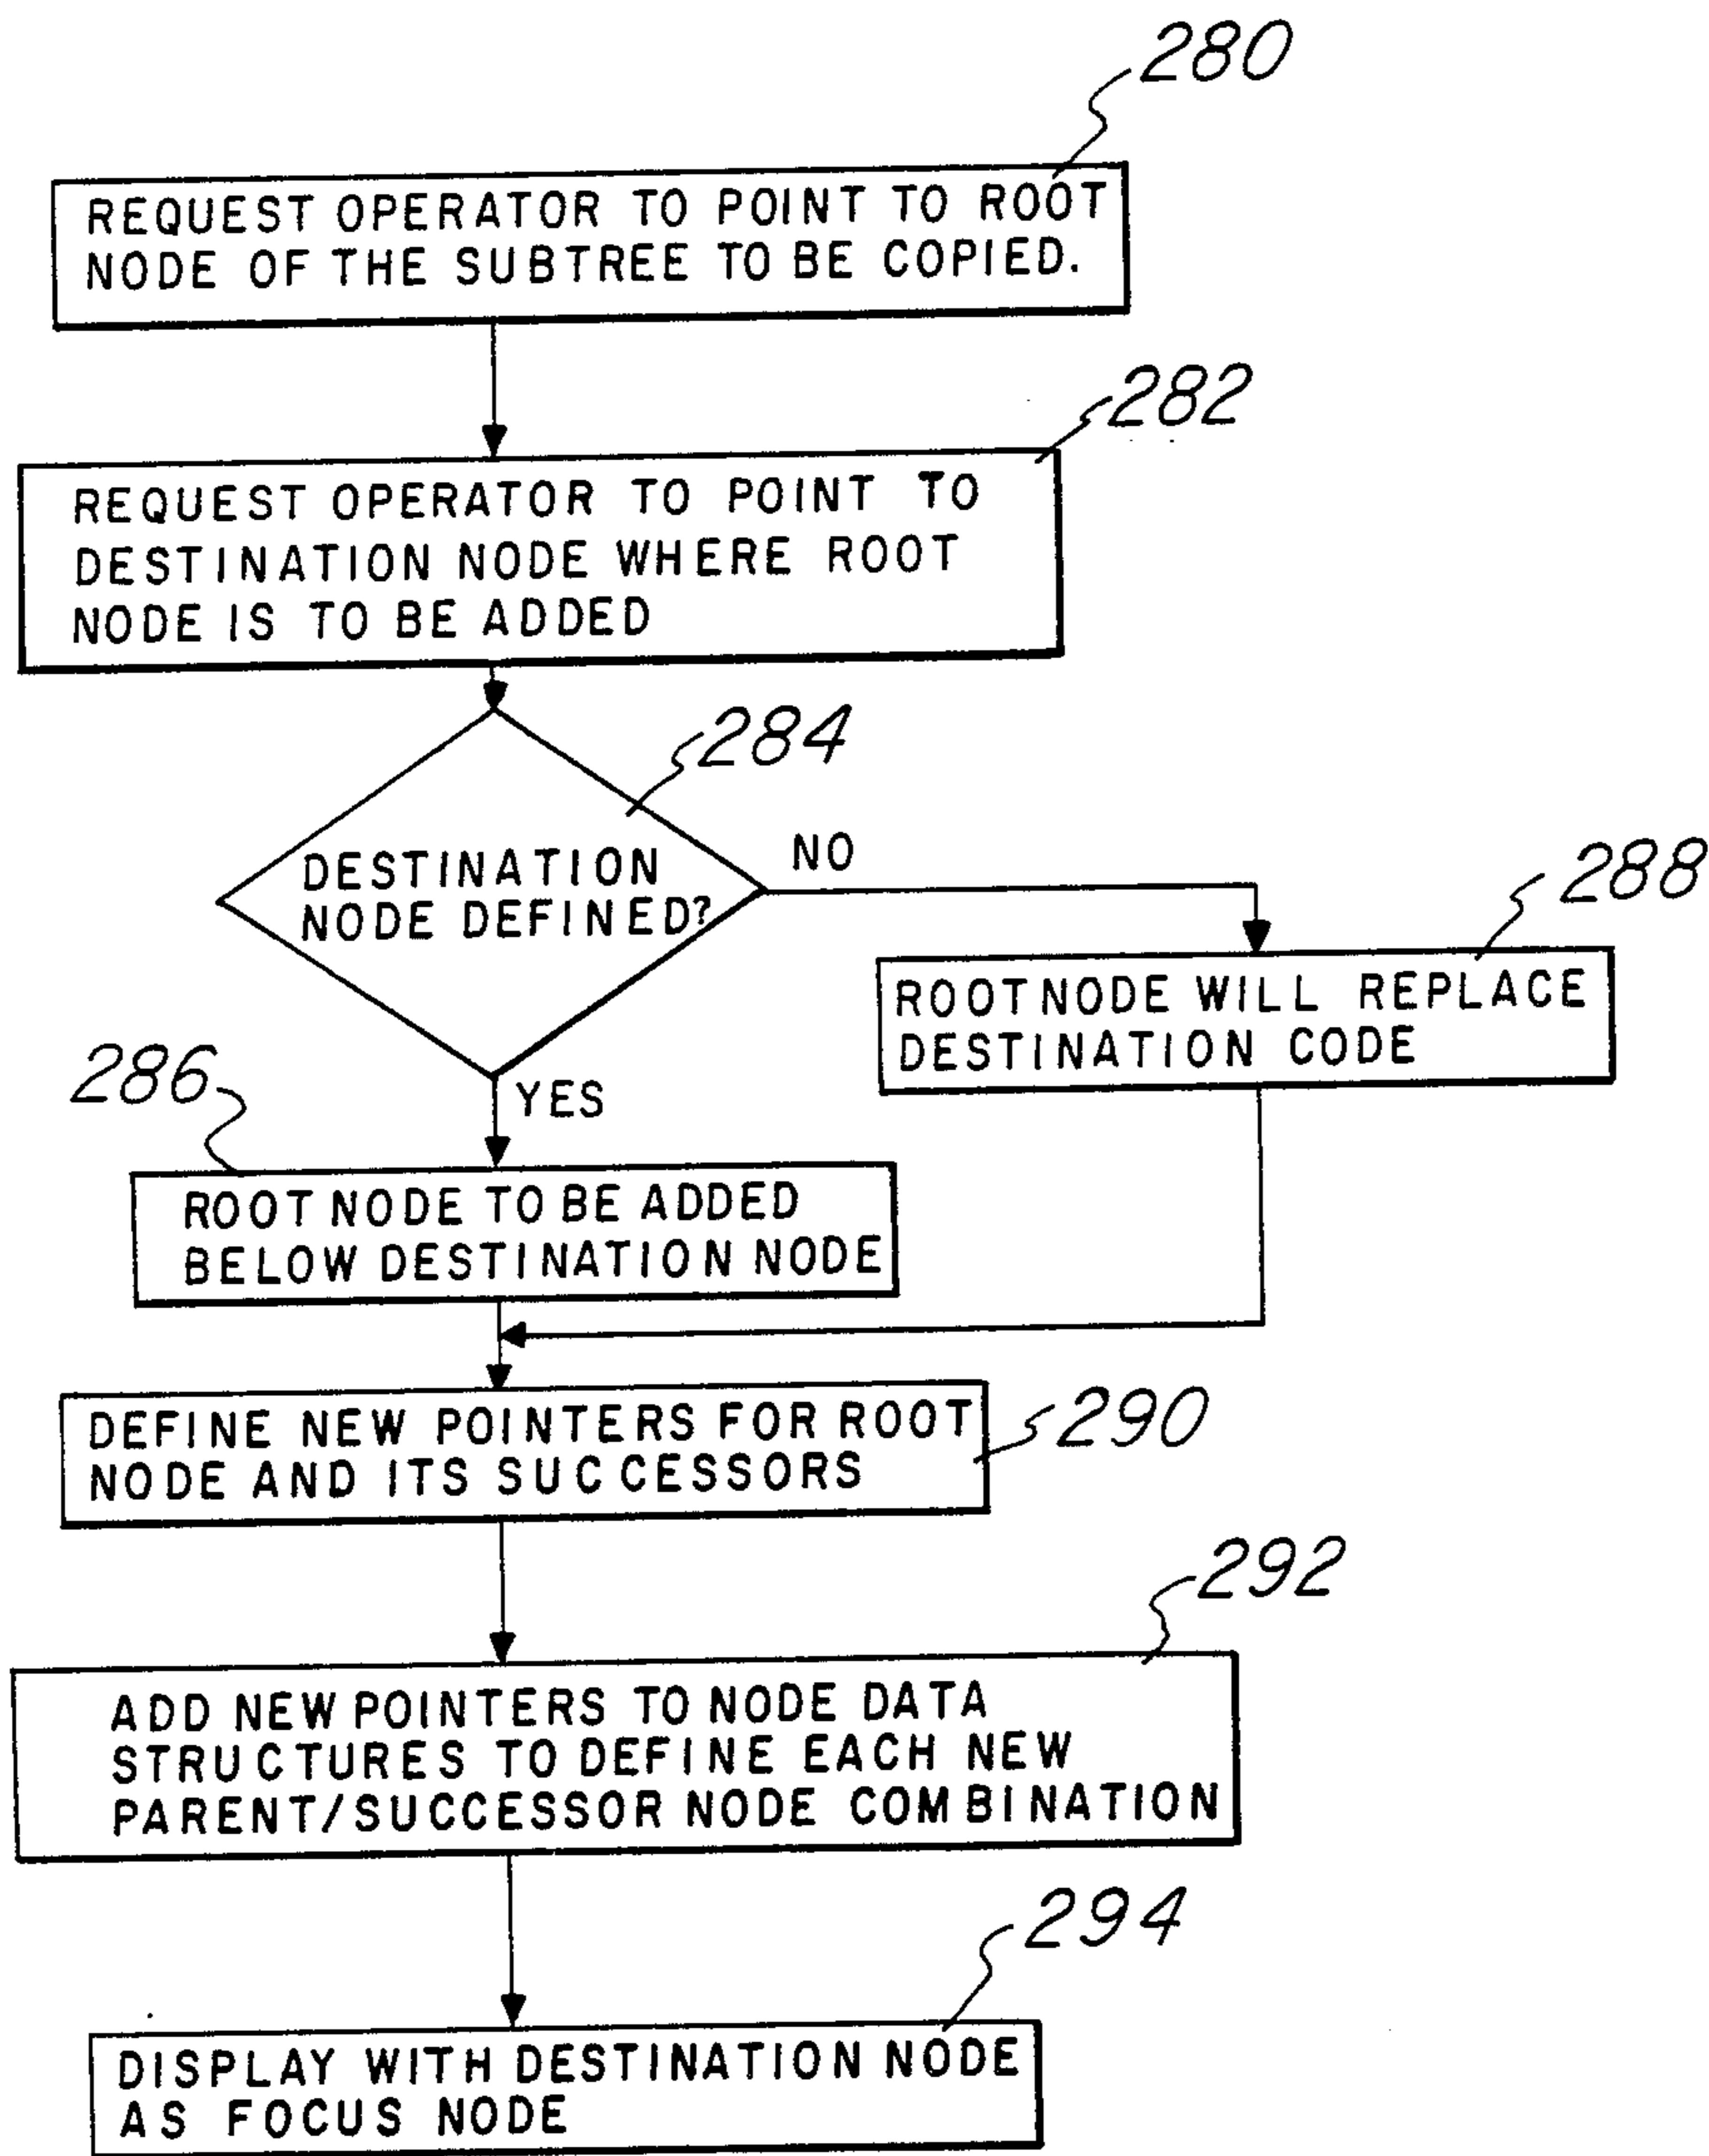 280
REQUEST OPERATOR TO POINT TO ROOT
NODE OF THE SUBTREE TO BE COPIED.
282
REQUEST OPERATOR TO POINT TO
DESTINATION NODE WHERE ROOT
NODE IS TO BE ADDED
284
DESTINATION
NODE DEFINED?
NO
288
ROOT NODE WILL REPLACE
DESTINATION CODE
286
YES
ROOT NODE TO BE ADDED
BELOW DESTINATION NODE
290
DEFINE NEW POINTERS FOR ROOT
NODE AND ITS SUCCESSORS
292
ADD NEW POINTERS TO NODE DATA
STRUCTURES TO DEFINE EACH NEW
PARENT/SUCCESSOR NODE COMBINATION
294
DISPLAY WITH DESTINATION NODE
AS FOCUS NODE